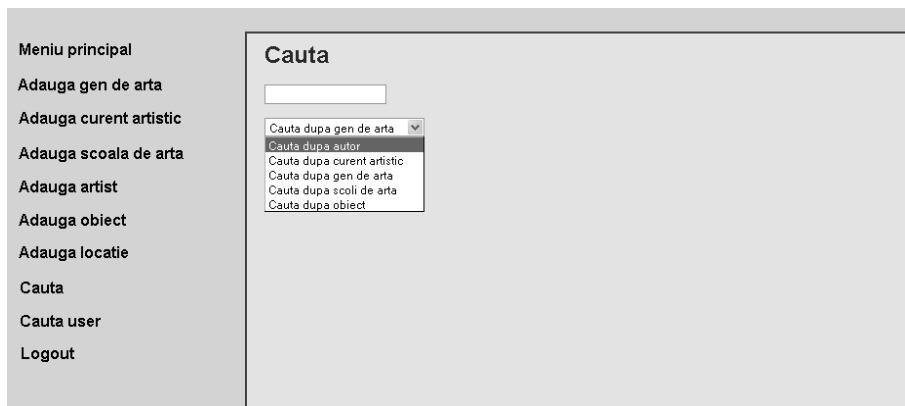 Meniu principal
Adauga gen de arta
Adauga curent artistic
Adauga scoala de arta
Adauga artist
Adauga obiect
Adauga locatie
Cauta
Cauta user
Logout
Cauta
Cauta dupa gen de arta
Cauta dupa autor
Cauta dupa curent artistic
Cauta dupa gen de arta
Cauta dupa scoli de arta
Cauta dupa obiect